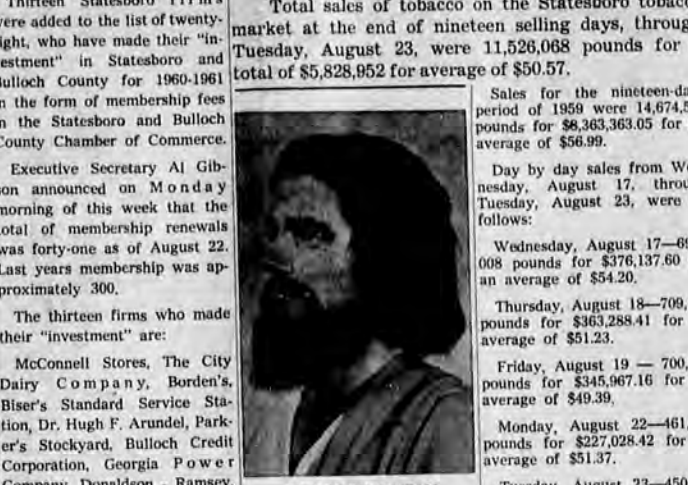 Thirteen Statesboro Firms
were added to the list of twenty-
ight, who have made their "in-
estment" in Statesboro and
Bulloch County for 1960-1961
n the form of membership fees
n the Statesboro and Bulloch
County Chamber of Commerce.
Executive Secretary Al Gib-
son announced on Monday
morning of this week that the
total of membership renewals
was forty-one as of August 22.
Last years membership was ap-
proximately 300.
The thirteen firms who made
their "investment" are:
McConnell Stores, The City
Dairy Company, Borden's,
Biser's Standard Service Sta-
tion, Dr. Hugh F. Arundel, Park-
er's Stockyard, Bulloch Credit
Corporation, Georgia Power
Company, Donaldson - Ramsey,
Total sales of tobacco on the Statesboro tobac
market at the end of nineteen selling days, throug
Tuesday, August 23, were 11,526,068 pounds for
total of $5,828,952 for average of $50.57.
Sales for the nineteen-da
period of 1959 were 14,674,5
pounds for $8,363,363.05 for
average of $56.99.
Day by day sales from We
nesday, August 17, throu
Tuesday, August 23, were
follows:
Wednesday, August 17—69
008 pounds for $376,137.60
an average of $54.20.
Thursday, August 18—709,
pounds for $363,288.41 for
average of $51.23.
Friday, August 19 — 700,
pounds for $345,967.16 for
average of $49.39.
Monday, August 22—461,
pounds for $227,028.42 for
average of $51.37.
Tuesday, August 23—450